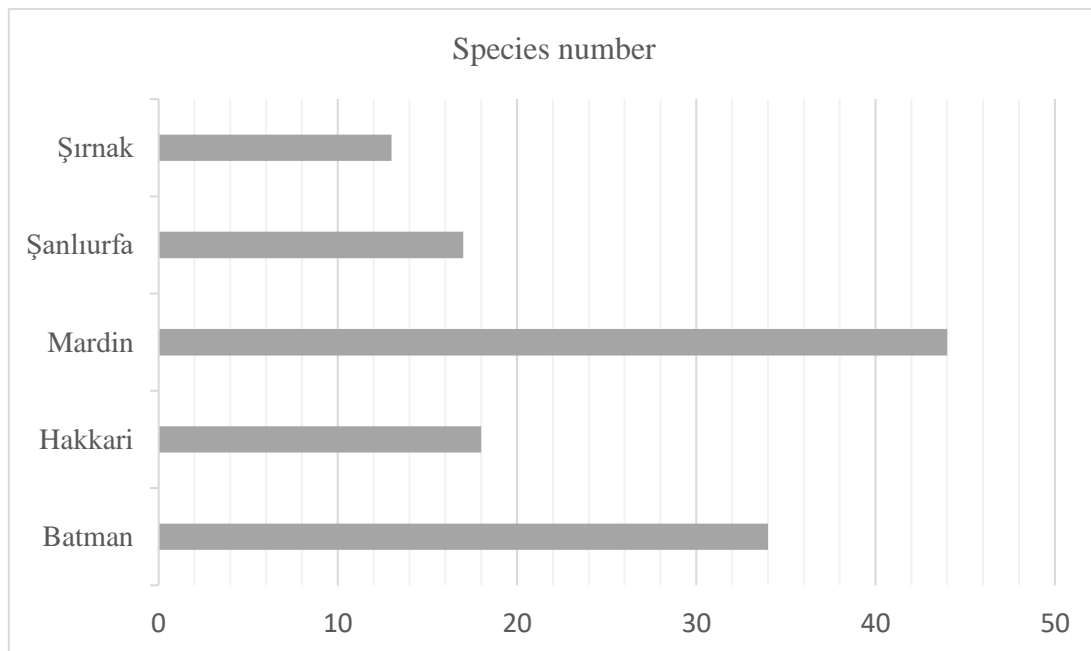 Species number
Şırnak
Şanlıurfa
Mardin
Hakkari
Batman
0 10 20 30 40 50